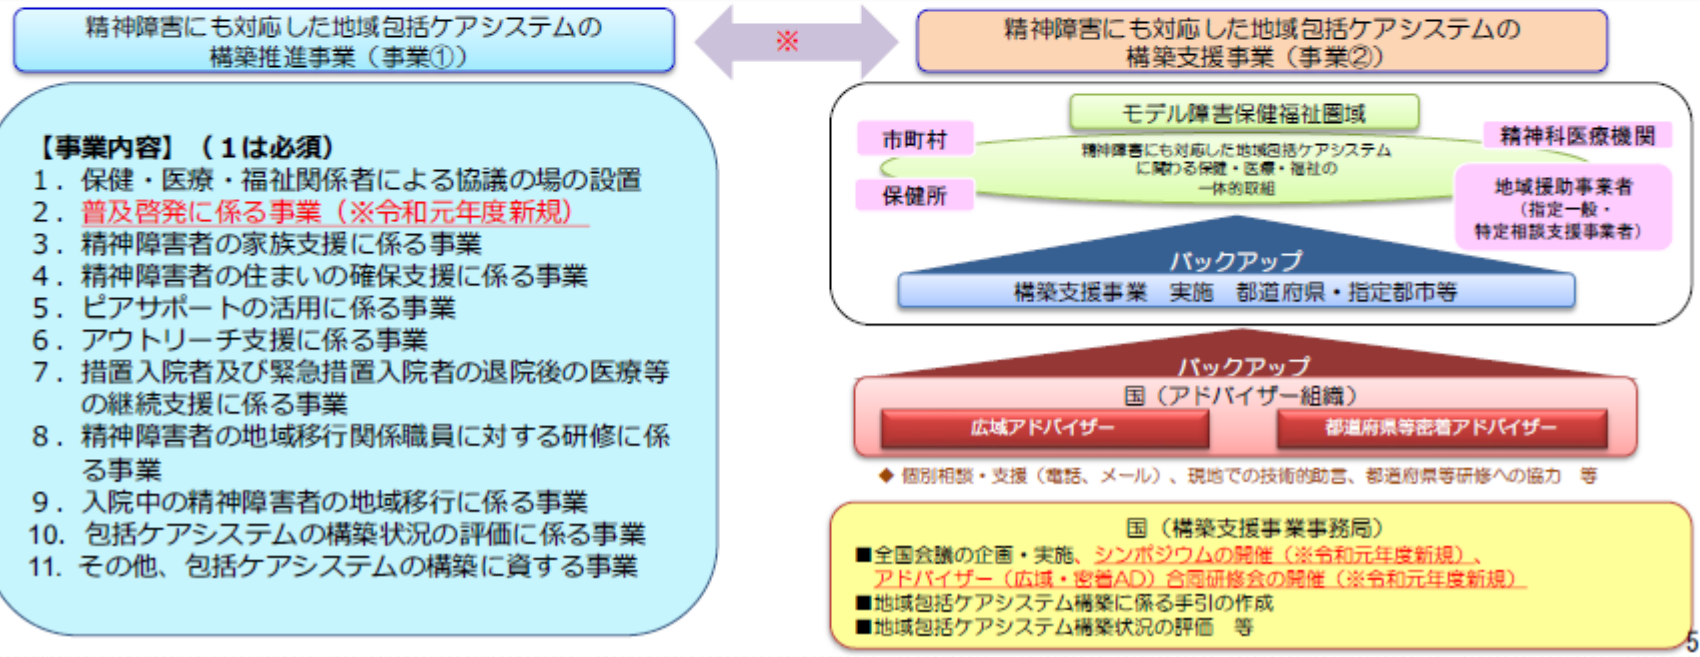 精神障害にも対応した地域包括ケアシステムの
構築推進事業（事業①）
※
精神障害にも対応した地域包括ケアシステムの
構築支援事業（事業②）
【事業内容】（１は必須）
１．保健・医療・福祉関係者による協議の場の設置
２．普及啓発に係る事業（※令和元年度新規）
３．精神障害者の家族支援に係る事業
４．精神障害者の住まいの確保支援に係る事業
５．ピアサポートの活用に係る事業
６．アウトリーチ支援に係る事業
７．措置入院者及び緊急措置入院者の退院後の医療等
の継続支援に係る事業
８．精神障害者の地域移行関係職員に対する研修に係
る事業
９．入院中の精神障害者の地域移行に係る事業
10．包括ケアシステムの構築状況の評価に係る事業
11．その他、包括ケアシステムの構築に資する事業
モデル障害保健福祉圏域
市町村
保健所
精神障害にも対応した地域包括ケアシステム
に関わる保健・医療・福祉の
一体的取組
精神科医療機関
地域援助事業者
（指定一般・
特定相談支援事業者）
バックアップ
構築支援事業　実施　都道府県・指定都市等
バックアップ
国（アドバイザー組織）
広域アドバイザー
都道府県等密着アドバイザー
◆ 個別相談・支援（電話、メール）、現地での技術的助言、都道府県等研修への協力　等
国（構築支援事業事務局）
■全国会議の企画・実施、シンポジウムの開催（※令和元年度新規）、
アドバイザー（広域・密着AD）合同研修会の開催（※令和元年度新規）
■地域包括ケアシステム構築に係る手引の作成
■地域包括ケアシステム構築状況の評価　等
5